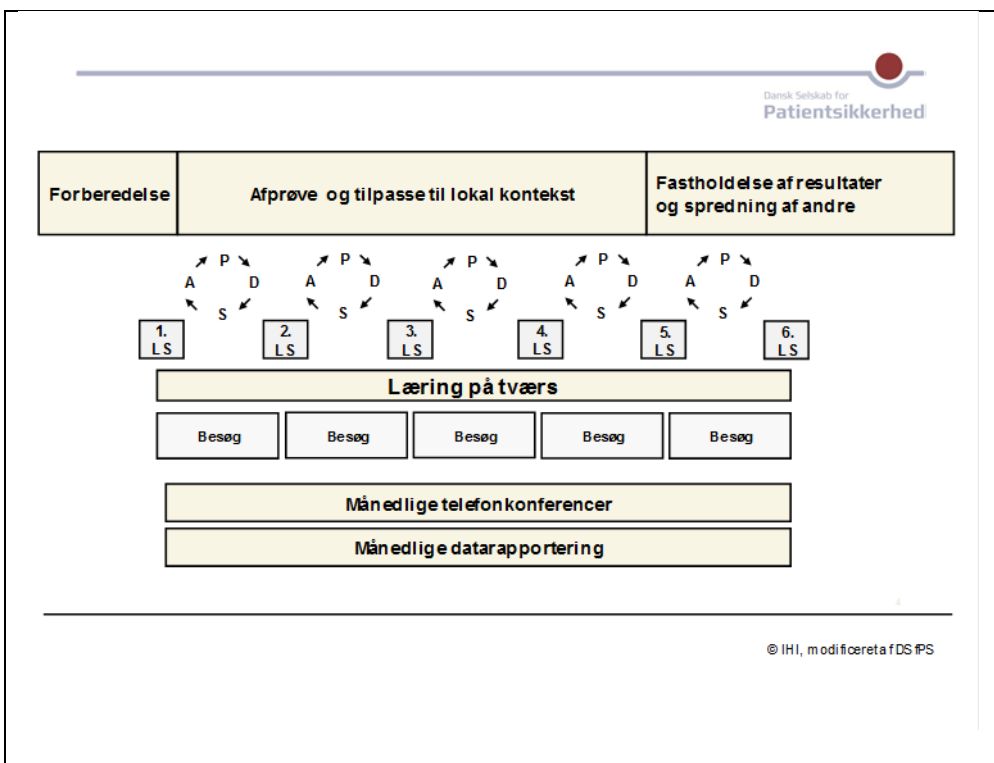 Dansk Selskab for
Patientsikkerhed
Forberedelse
Afprøve og tilpasse til lokal kontekst
Fastholdelse af resultater
og spredning af andre
P
A D
S
P
A D
S
P
A D
S
P
A D
S
P
A D
S
1.
LS
2.
LS
3.
LS
4.
LS
5.
LS
6.
LS
Læring på tværs
Besøg Besøg Besøg Besøg Besøg
Månedlige telefonkonferencer
Månedlige datarapportering
4
© IHI, modificeret af DSfPS